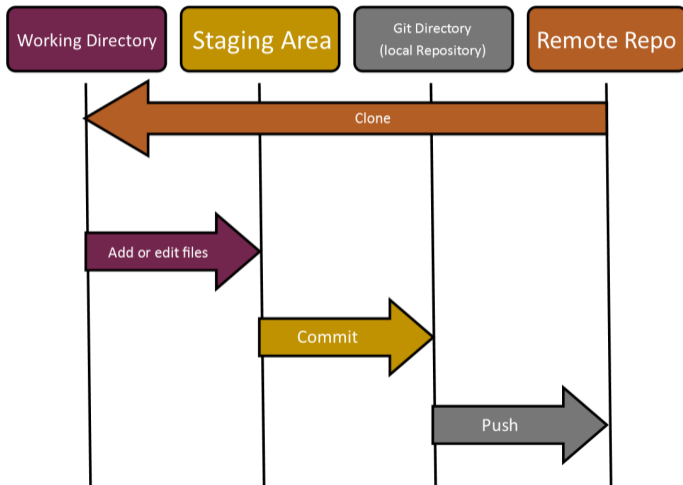 Working Directory
Staging Area
Git Directory
(local Repository)
Remote Repo
Clone
Add or edit files
Commit
Push